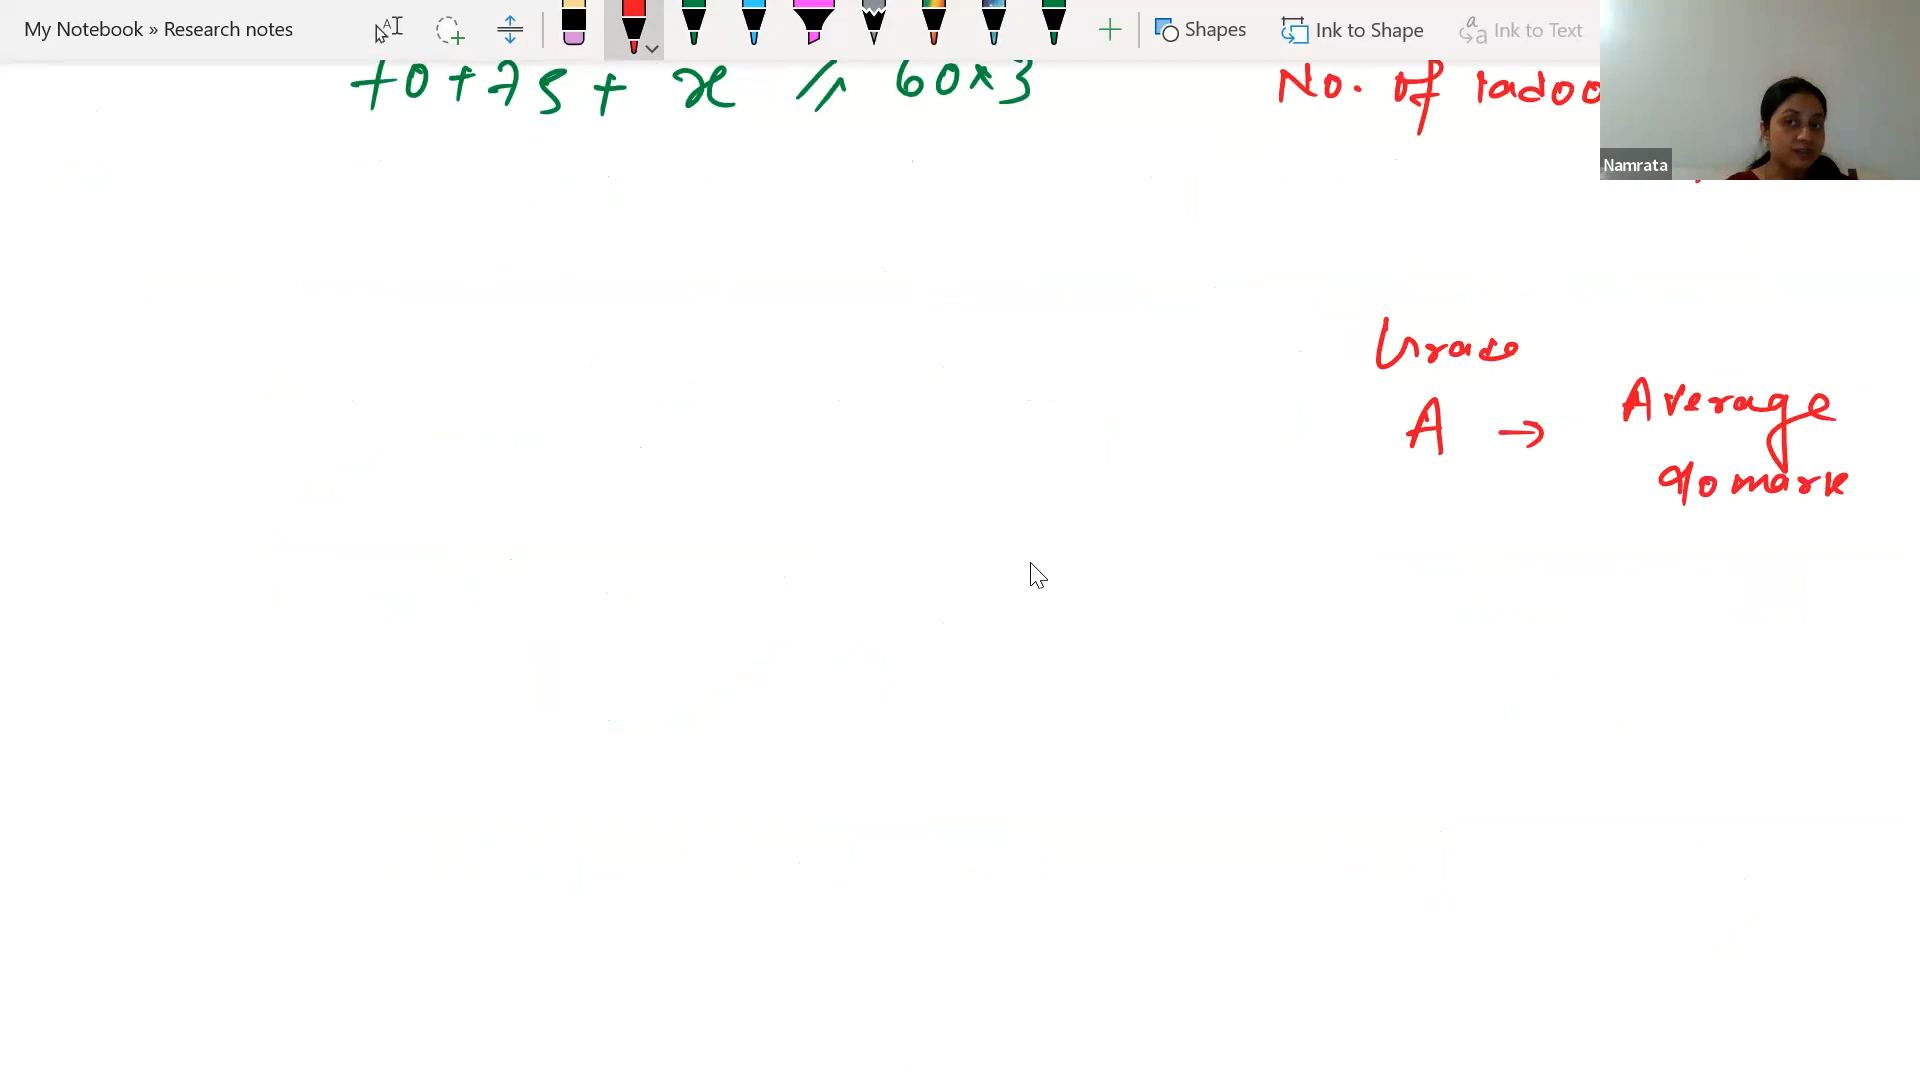 My Notebook » Research notes
Shapes
Ink to Shape
Ink to Text
70 + 75 + x ⩾ 60×3
No. of ladoo
Namrata
Grade
A → Average
90 mark